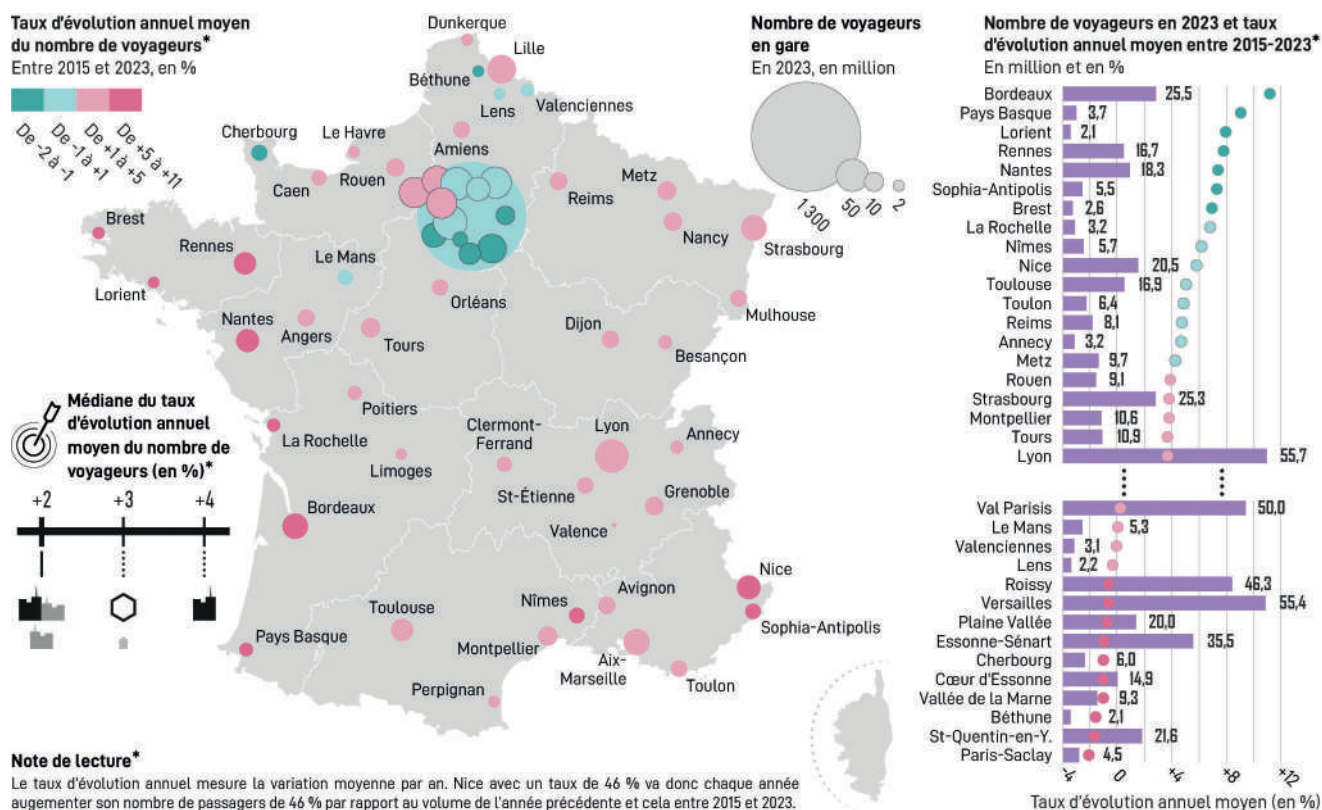 Taux d'évolution annuel moyen
du nombre de voyageurs*
Entre 2015 et 2023, en %
De -2 à -1
De -1 à +1
De +1 à +5
De +5 à +11
Nombre de voyageurs
en gare
En 2023, en million
1 300
50
10
2
Dunkerque
Lille
Béthune
Lens
Valenciennes
Cherbourg
Le Havre
Amiens
Caen
Rouen
Reims
Metz
Nancy
Strasbourg
Brest
Rennes
Le Mans
Lorient
Orléans
Mulhouse
Nantes
Angers
Tours
Dijon
Besançon
Poitiers
La Rochelle
Clermont-
Ferrand
Lyon
Annecy
Limoges
St-Étienne
Grenoble
Bordeaux
Valence
Nice
Avignon
Toulouse
Nîmes
Sophia-Antipolis
Pays Basque
Montpellier
Aix-
Marseille
Toulon
Perpignan
Médiane du taux
d'évolution annuel
moyen du nombre de
voyageurs (en %)*
+2 +3 +4
Note de lecture*
Le taux d'évolution annuel mesure la variation moyenne par an. Nice avec un taux de 46 % va donc chaque année
augementer son nombre de passagers de 46 % par rapport au volume de l'année précédente et cela entre 2015 et 2023.
Nombre de voyageurs en 2023 et taux
d'évolution annuel moyen entre 2015-2023*
En million et en %
Bordeaux 25,5
Pays Basque 3,7
Lorient 2,1
Rennes 16,7
Nantes 18,3
Sophia-Antipolis 5,5
Brest 2,6
La Rochelle 3,2
Nîmes 5,7
Nice 20,5
Toulouse 16,9
Toulon 6,4
Reims 8,1
Annecy 3,2
Metz 9,7
Rouen 9,1
Strasbourg 25,3
Montpellier 10,6
Tours 10,9
Lyon 55,7
Val Parisis 50,0
Le Mans 5,3
Valenciennes 3,1
Lens 2,2
Roissy 46,3
Versailles 55,4
Plaine Vallée 20,0
Essonne-Sénart 35,5
Cherbourg 6,0
Cœur d'Essonne 14,9
Vallée de la Marne 9,3
Béthune 2,1
St-Quentin-en-Y. 21,6
Paris-Saclay 4,5
-4 0 +4 +8 +12
Taux d'évolution annuel moyen (en %)